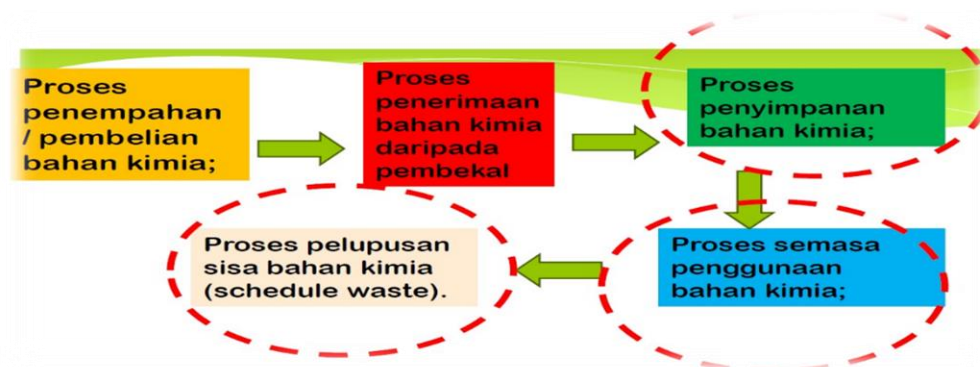 Proses
penempahan
/ pembelian
bahan kimia;
Proses
penerimaan
bahan kimia
daripada
pembekal
Proses
penyimpanan
bahan kimia;
Proses semasa
penggunaan
bahan kimia;
Proses pelupusan
sisa bahan kimia
(schedule waste).